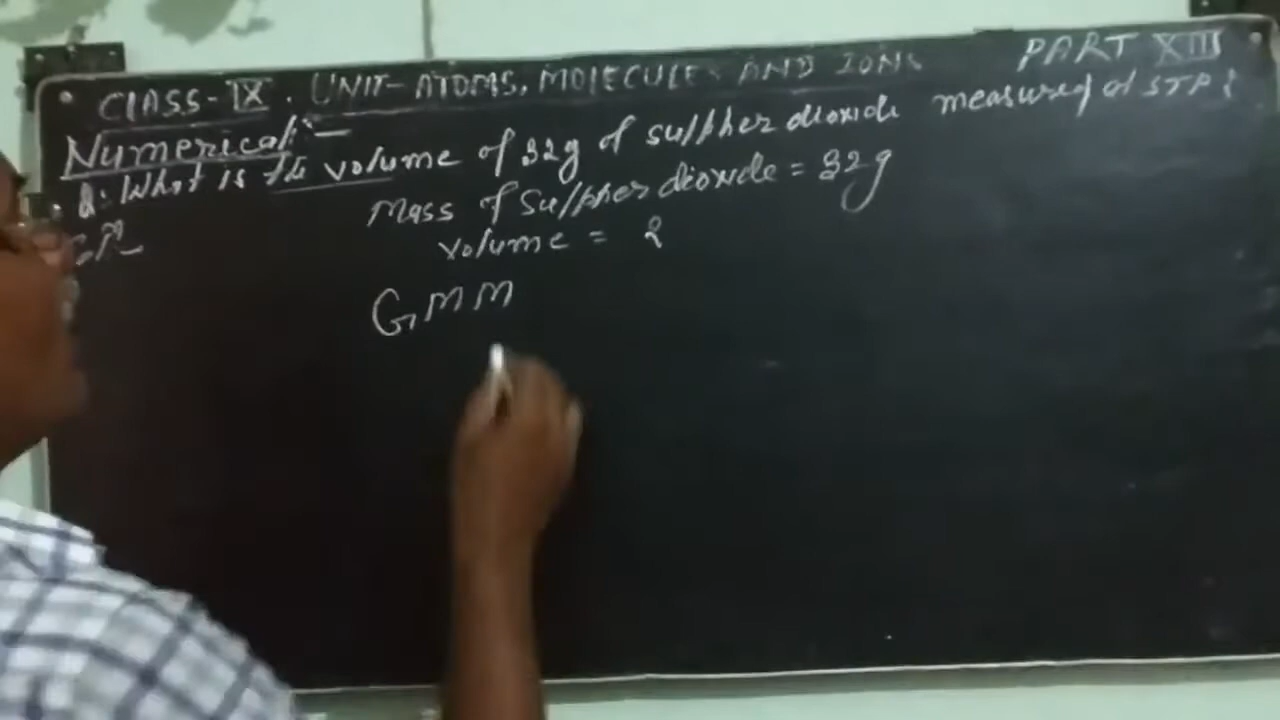 CLASS-IX. UNIT-ATOMS, MOLECULES AND IONS PART XIII
Numerical:-
Q: What is the volume of 32g of sulpher dioxide measured at STP?
Mass of Sulpher dioxide = 32g
volume = ?
GMM